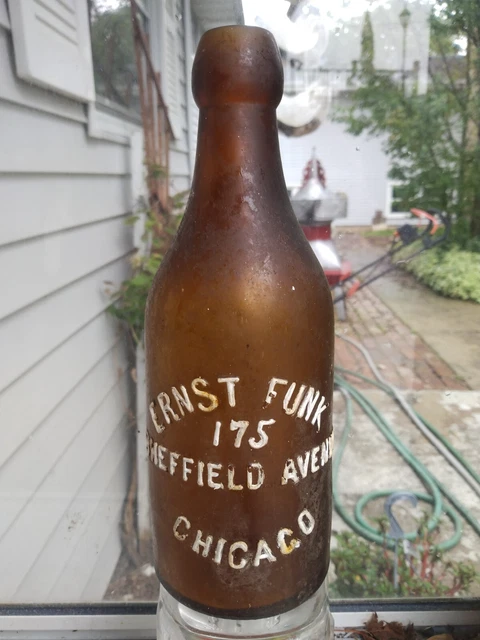 ERNST FUNK
175
SHEFFIELD AVENUE
CHICAGO